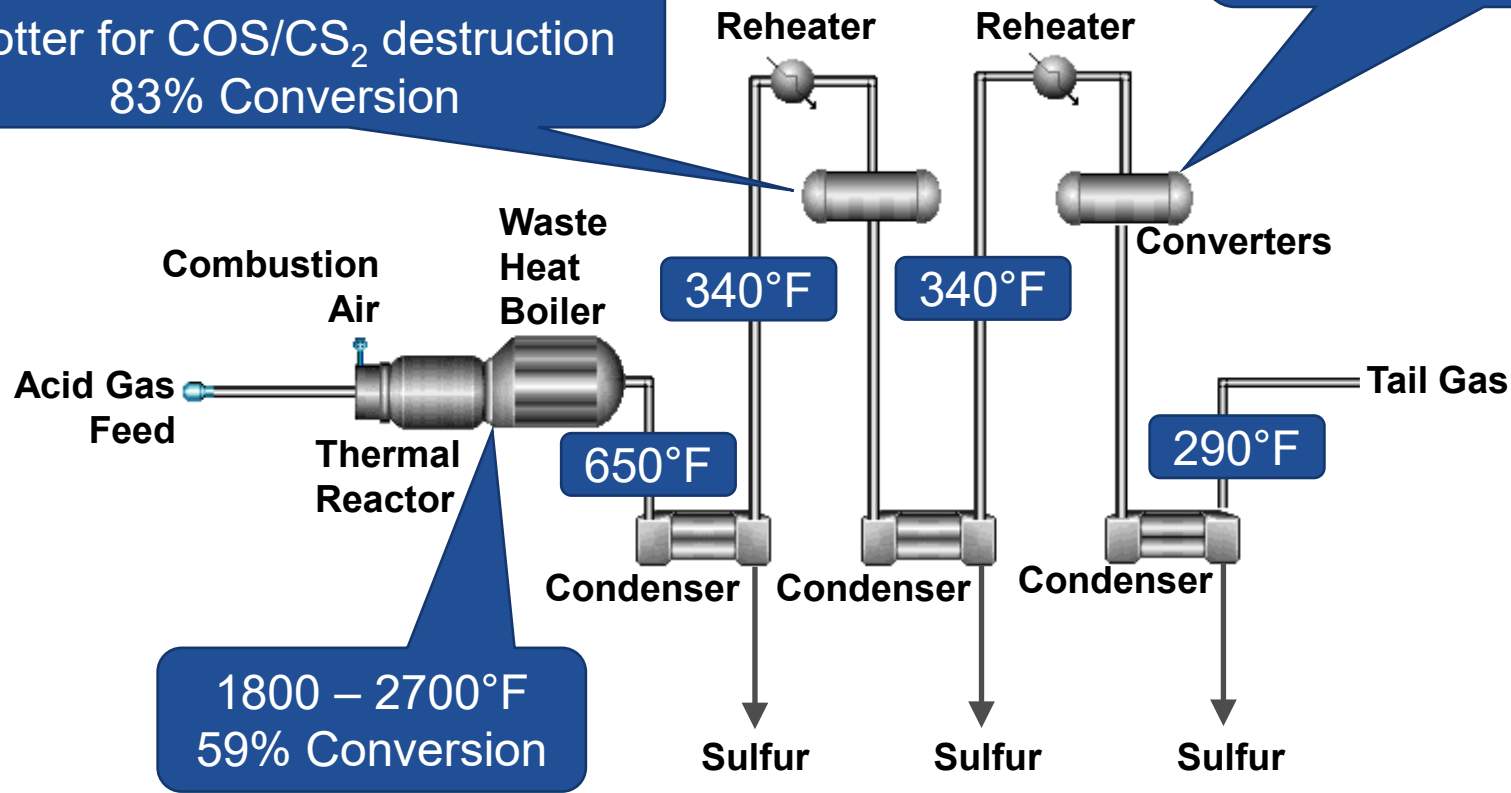 for COS/CS₂ destruction
83% Conversion
Reheater
Reheater
Waste
Heat
Boiler
Combustion
Air
Converters
340°F
340°F
Acid Gas
Feed
Tail Gas
Thermal
Reactor
650°F
290°F
Condenser
Condenser
Condenser
1800 – 2700°F
59% Conversion
Sulfur
Sulfur
Sulfur